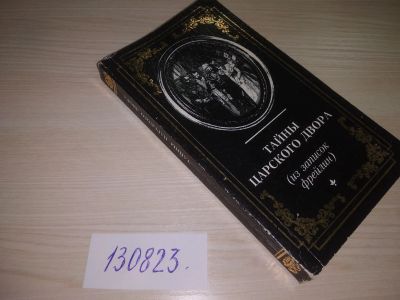 ТАЙНЫ
ЦАРСКОГО ДВОРА
(из записок
фрейлин)
130823.